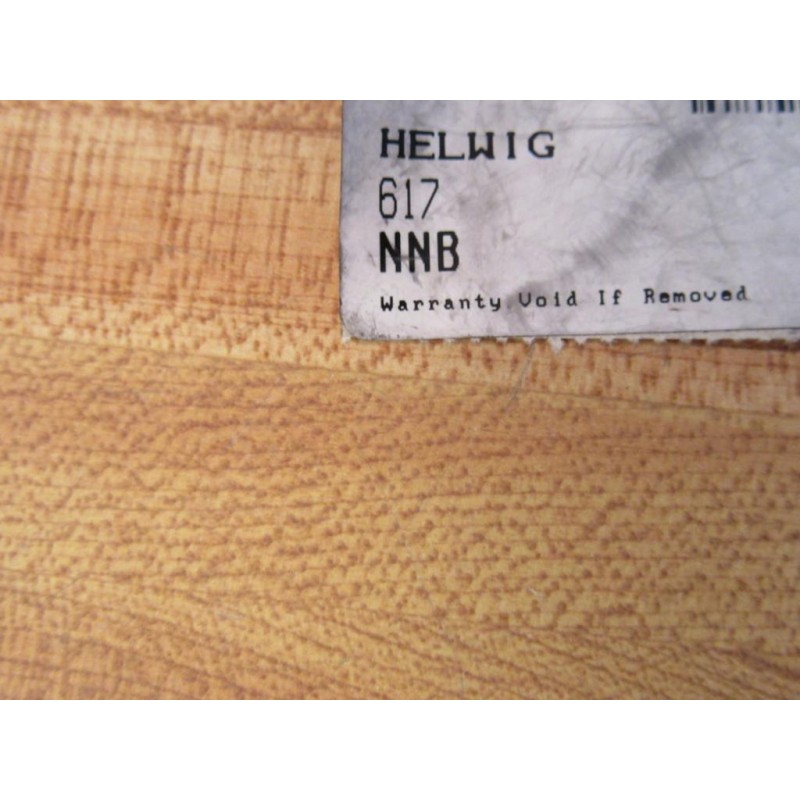 HELWIG
617
NNB
Warranty Void If Removed